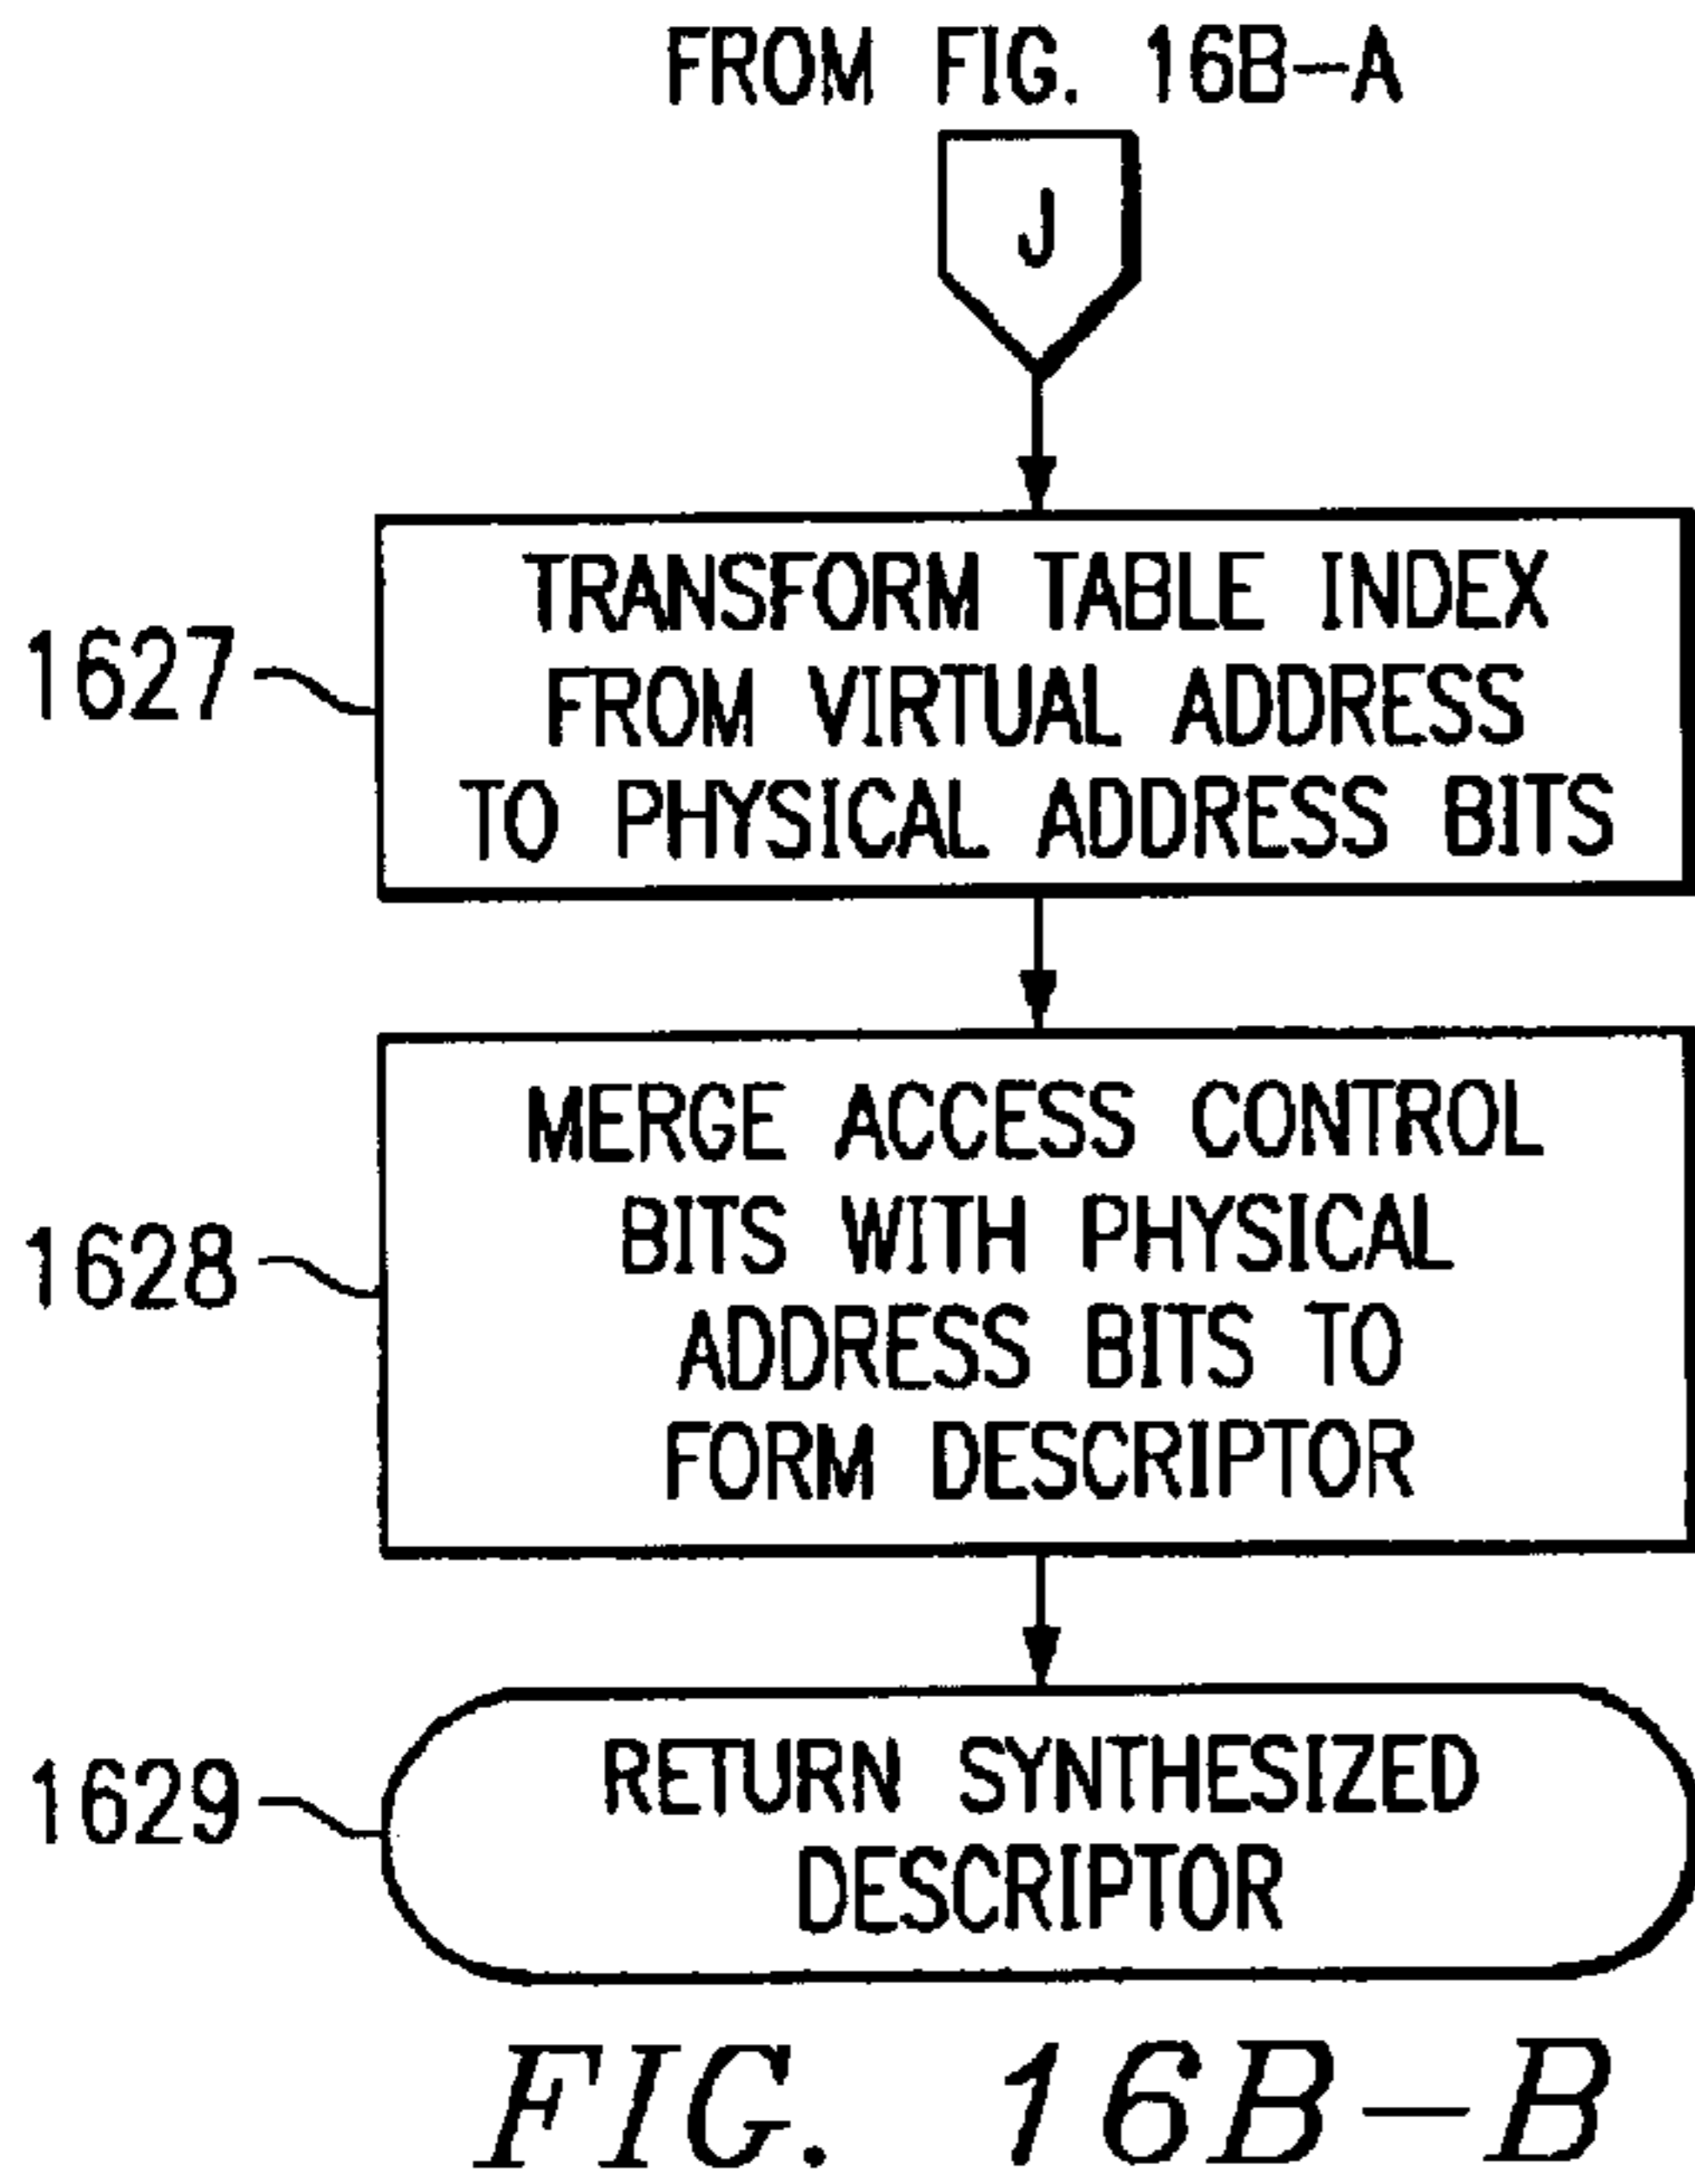 FROM FIG. 16B-A
J
1627
TRANSFORM TABLE INDEX
FROM VIRTUAL ADDRESS
TO PHYSICAL ADDRESS BITS
1628
MERGE ACCESS CONTROL
BITS WITH PHYSICAL
ADDRESS BITS TO
FORM DESCRIPTOR
1629
RETURN SYNTHESIZED
DESCRIPTOR
FIG. 16B-B